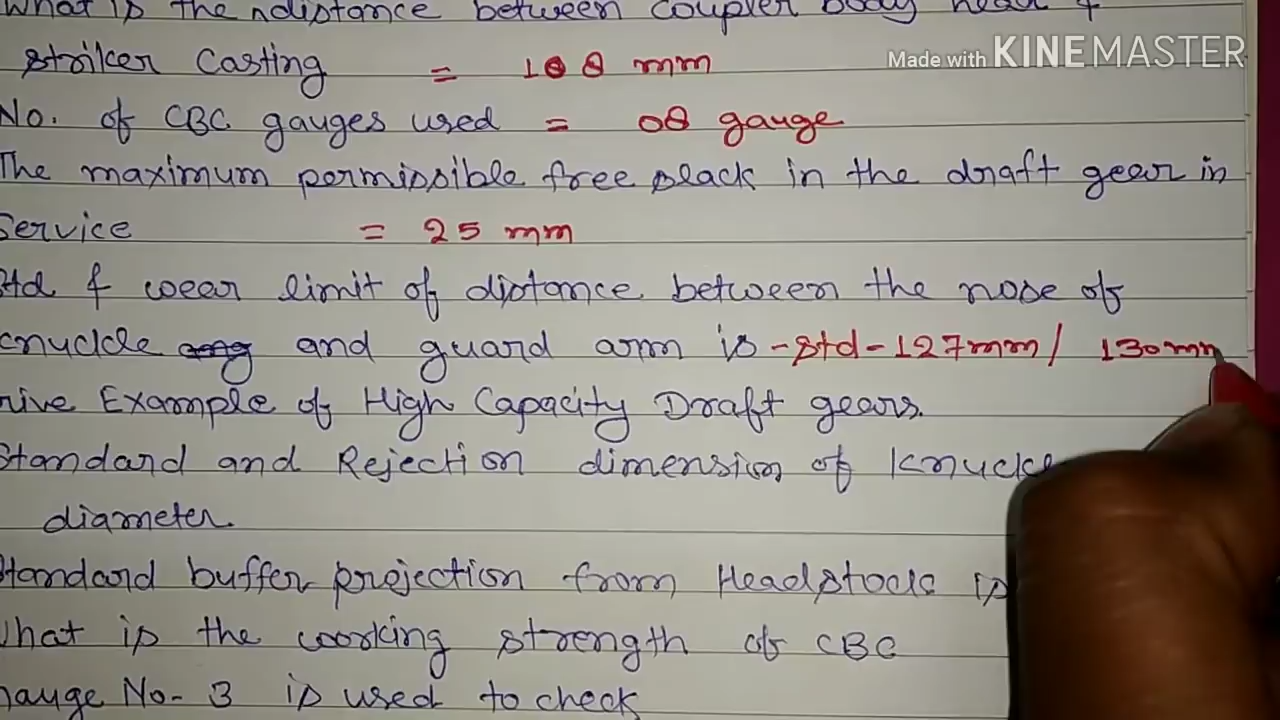 What is the ndistance between coupler body head &
striker Casting = 108 mm
No. of CBC gauges used = 08 gauge
The maximum permissible free slack in the draft gear in
Service = 25 mm
Std & wear limit of distance between the nose of
knuckle and guard arm is - std - 127mm / 130mm
Give Example of High Capacity Draft gears.
Standard and Rejection dimension of Knuckle
diameter
Standard buffer projection from Headstock is
What is the working strength of CBC
Gauge No- 3 is used to check
Made with KINEMASTER